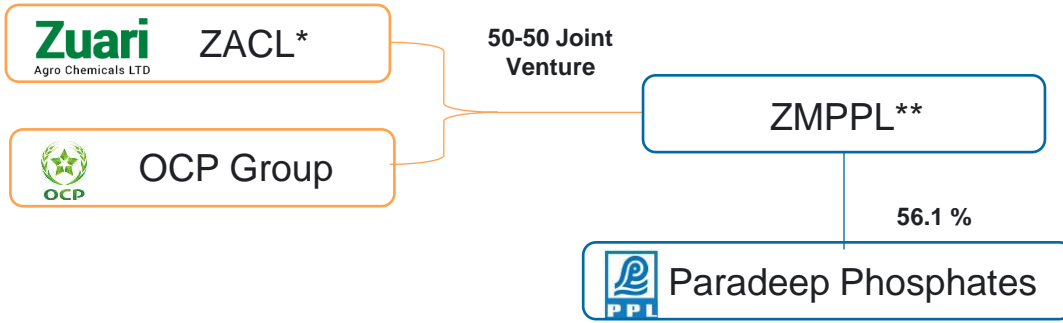 Zuari
Agro Chemicals LTD
ZACL*
50-50 Joint
Venture
OCP
OCP Group
ZMPPL**
56.1 %
PPL
Paradeep Phosphates